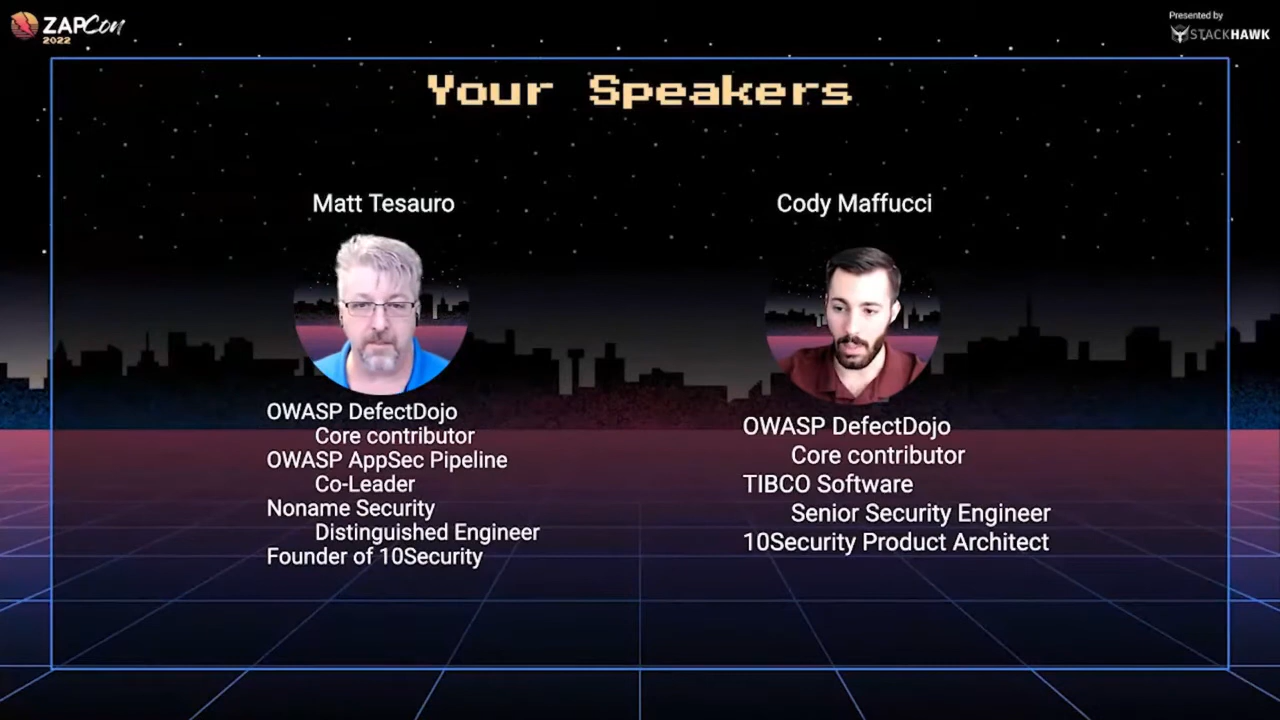 ZAPCon
2022
Presented by
STACKHAWK
Your Speakers
Matt Tesauro
OWASP DefectDojo
Core contributor
OWASP AppSec Pipeline
Co-Leader
Noname Security
Distinguished Engineer
Founder of 10Security
Cody Maffucci
OWASP DefectDojo
Core contributor
TIBCO Software
Senior Security Engineer
10Security Product Architect